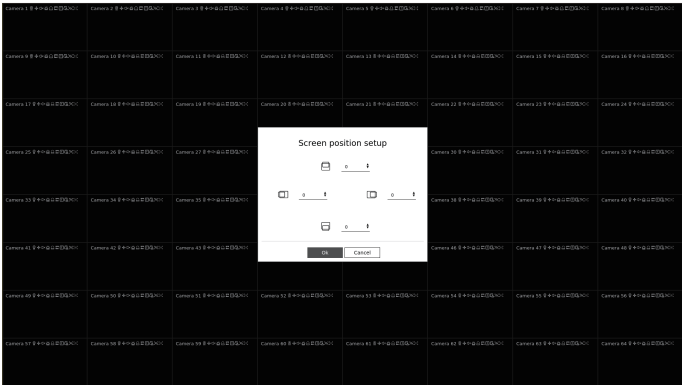 Camera 1 Camera 2 Camera 3 Camera 4 Camera 5 Camera 6 Camera 7 Camera 8
Camera 9 Camera 10 Camera 11 Camera 12 Camera 13 Camera 14 Camera 15 Camera 16
Camera 17 Camera 18 Camera 19 Camera 20 Camera 21 Camera 22 Camera 23 Camera 24
Camera 25 Camera 26 Camera 27 Camera 30 Camera 31 Camera 32
Screen position setup
0
Camera 33 Camera 34 Camera 35 Camera 38 Camera 39 Camera 40
0 0
0
Camera 41 Camera 42 Camera 43 Camera 46 Camera 47 Camera 48
Ok Cancel
Camera 49 Camera 50 Camera 51 Camera 52 Camera 53 Camera 54 Camera 55 Camera 56
Camera 57 Camera 58 Camera 59 Camera 60 Camera 61 Camera 62 Camera 63 Camera 64